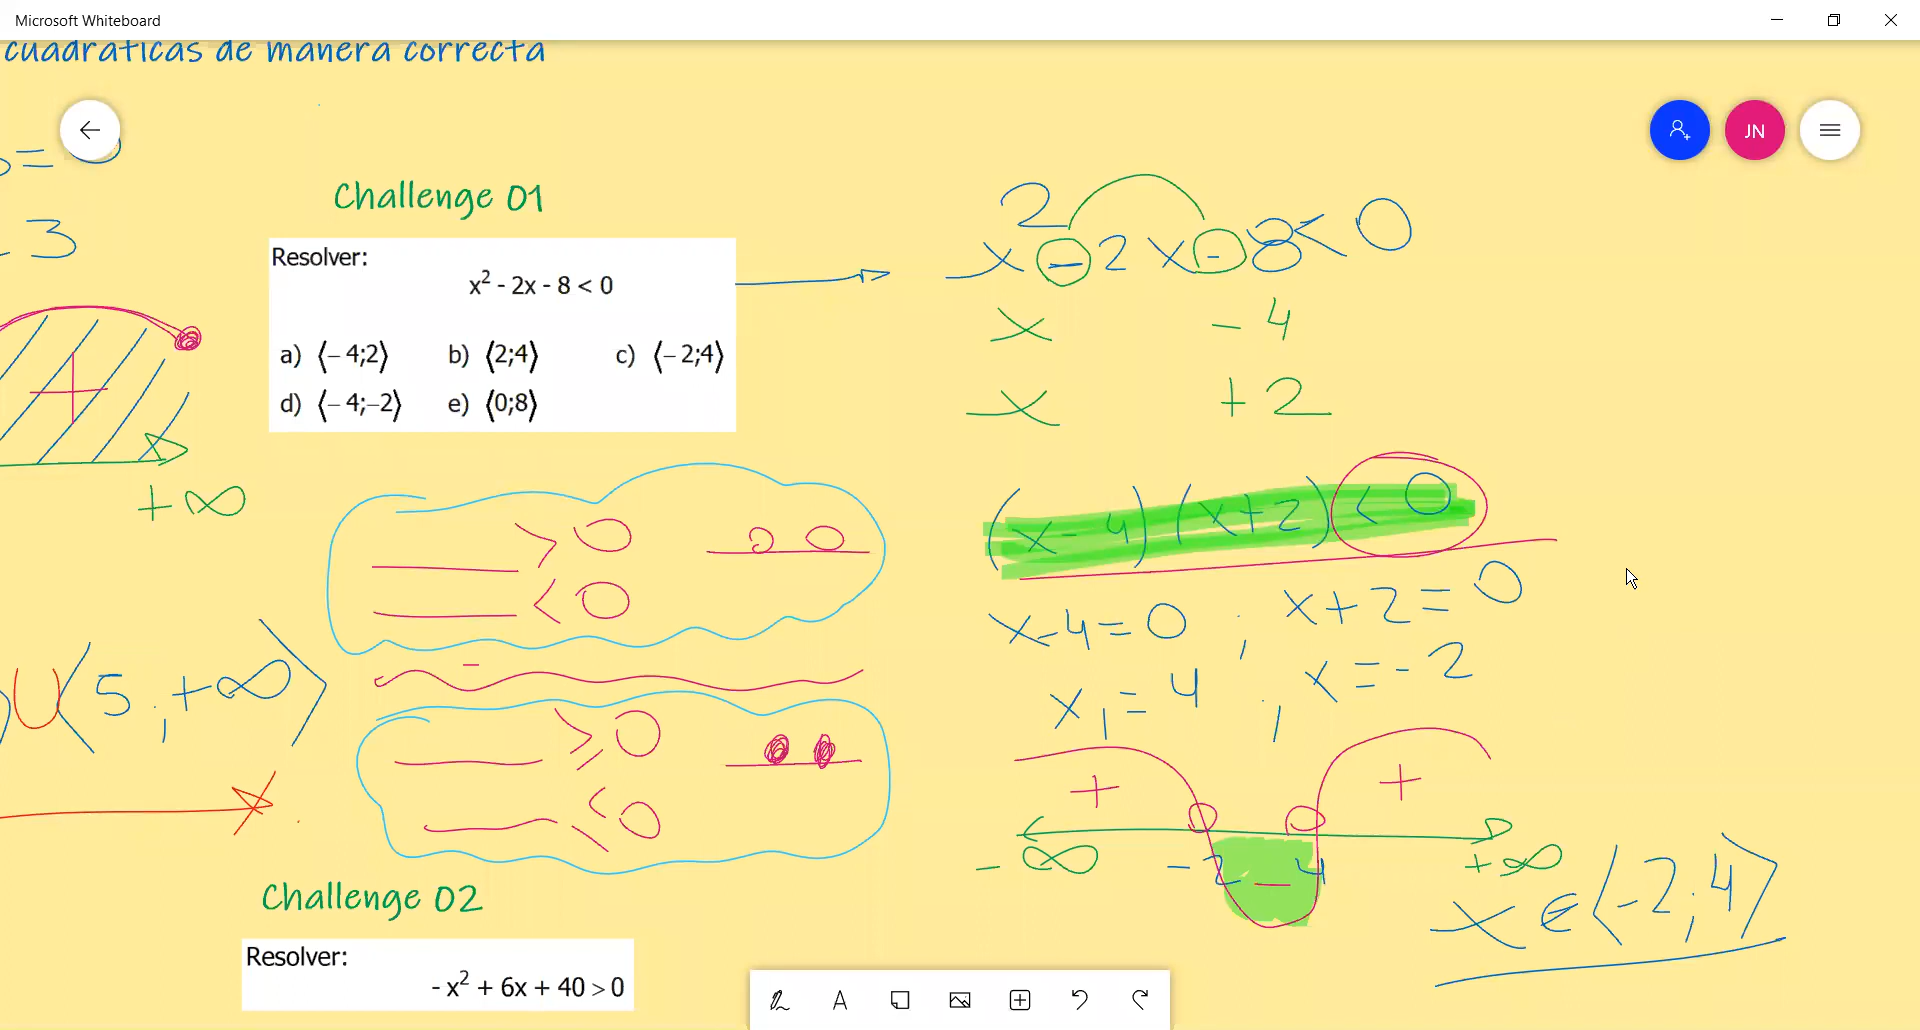 Microsoft Whiteboard
cuadráticas de manera correcta
JN
=
3
+∞
U⟨5 ; +∞⟩
Challenge 01
Resolver:
x² - 2x - 8 < 0
a) ⟨– 4;2⟩ b) ⟨2;4⟩ c) ⟨– 2;4⟩
d) ⟨– 4;–2⟩ e) ⟨0;8⟩
> 0
< 0
≥ 0
≤ 0
x² - 2x - 8 < 0
x - 4
x + 2
(x - 4) (x + 2) < 0
x - 4 = 0 ; x + 2 = 0
x₁ = 4 ; x = - 2
+ +
- ∞ - 2 - 4 + ∞
x ∈ ⟨-2; 4⟩
Challenge 02
Resolver:
- x² + 6x + 40 > 0
A